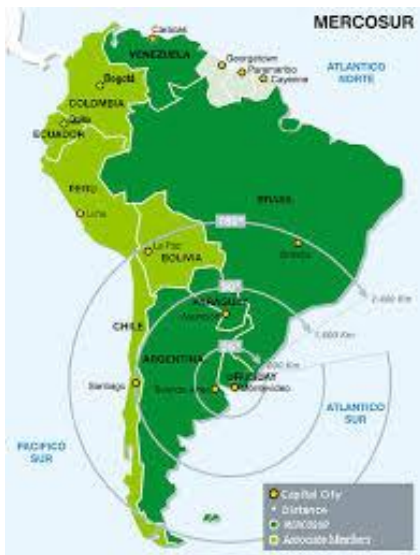 MERCOSUR
Caracas
VENEZUELA
Georgetown
Paramaribo
Cayenne
ATLANTICO
NORTE
Bogotá
COLOMBIA
Quito
ECUADOR
PERU
Lima
BRASIL
La Paz
BOLIVIA
Brasilia
PARAGUAY
Asuncion
CHILE
ARGENTINA
URUGUAY
Santiago
Buenos Aires
Montevideo
ATLANTICO
SUR
PACIFICO
SUR
Capital City
Distance
MERCOSUR
Associate Members